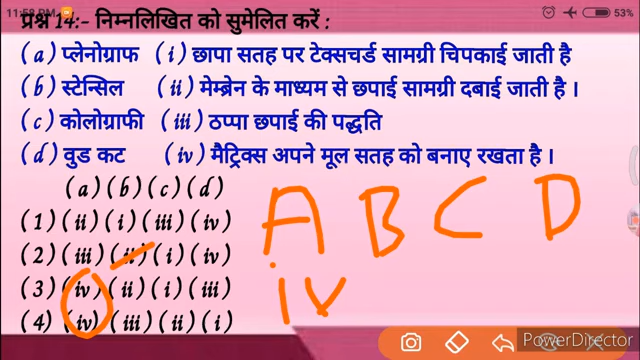 11:58 PM 53%
प्रश्न 14:- निम्नलिखित को सुमेलित करें :
(a) प्लेनोग्राफ (i) छापा सतह पर टेक्सचर्ड सामग्री चिपकाई जाती है
(b) स्टेन्सिल (ii) मेम्ब्रेन के माध्यम से छपाई सामग्री दबाई जाती है ।
(c) कोलोग्राफी (iii) ठप्पा छपाई की पद्धति
(d) वुड कट (iv) मैट्रिक्स अपने मूल सतह को बनाए रखता है ।
(a) (b) (c) (d)
(1) (ii) (i) (iii) (iv)
(2) (iii) (ii) (i) (iv)
(3) (iv) (ii) (i) (iii)
(4) (iv) (iii) (ii) (i)
A B C D
iv
PowerDirector